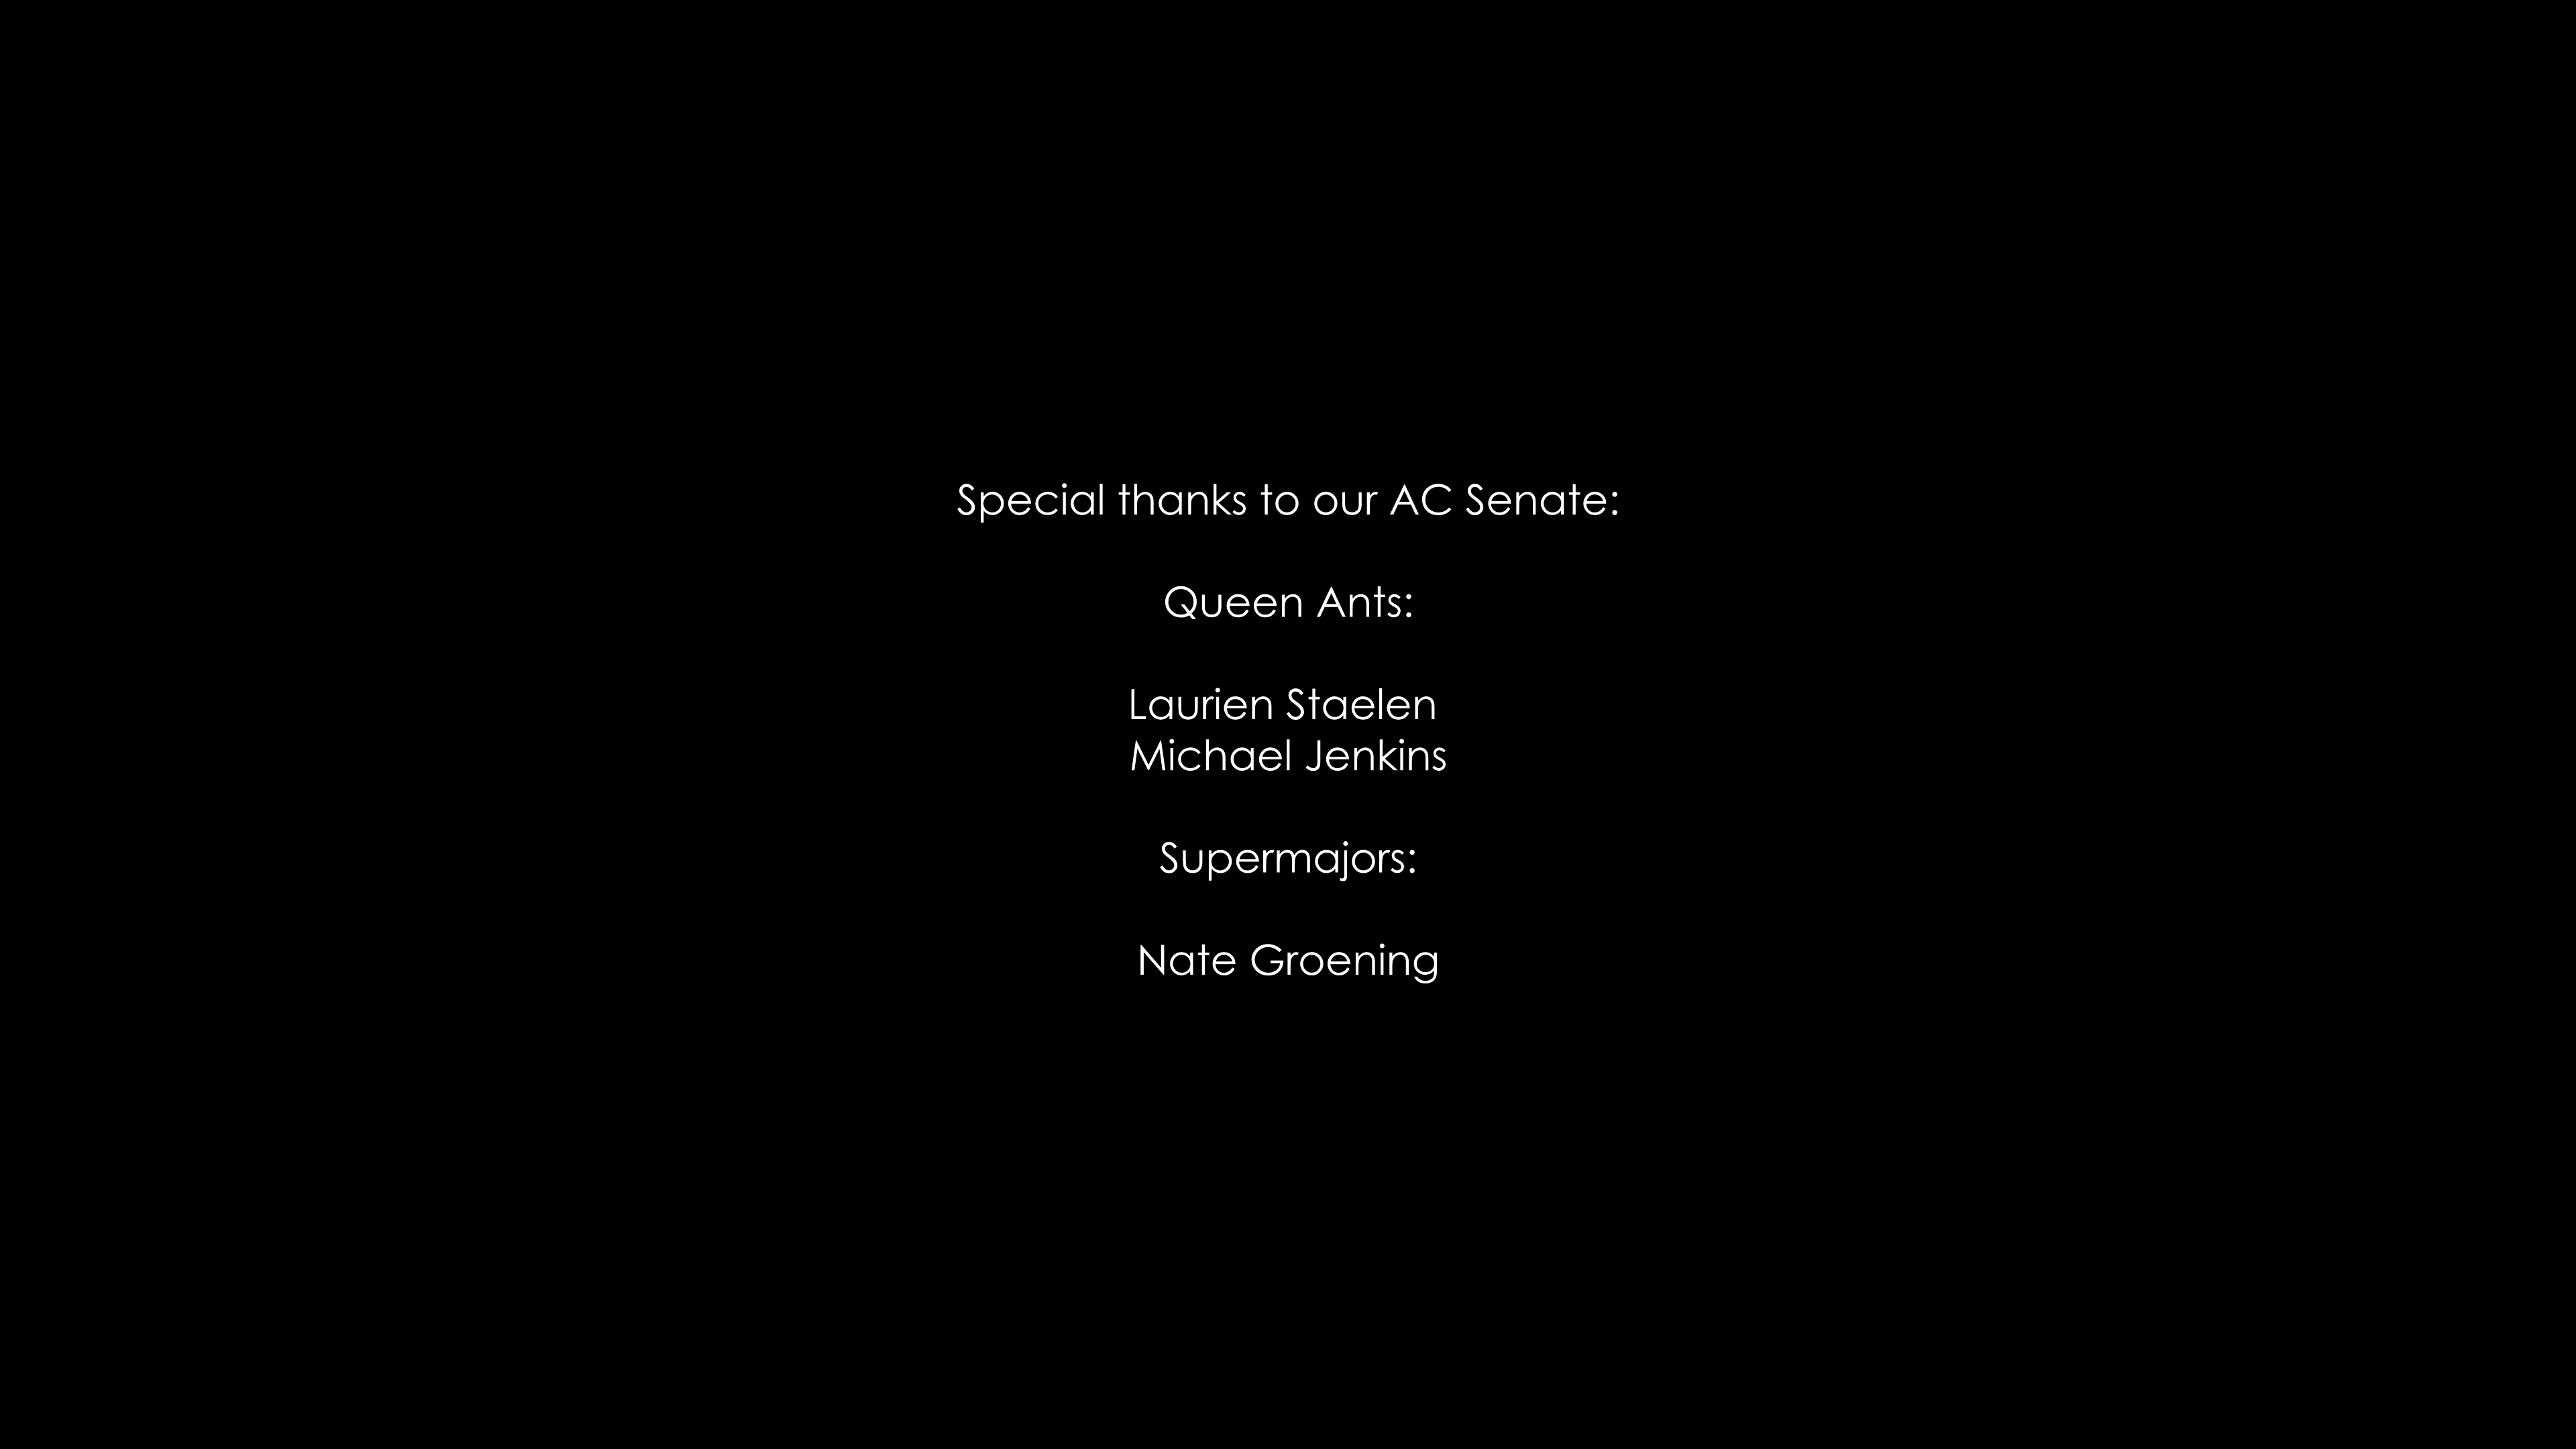 Special thanks to our AC Senate:
Queen Ants:
Laurien Staelen
Michael Jenkins
Supermajors:
Nate Groening